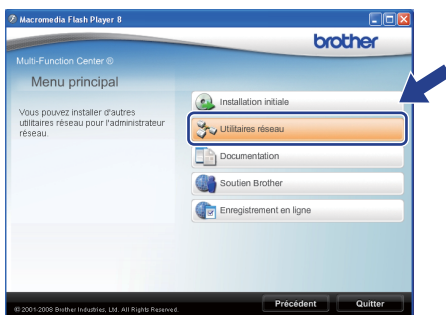 Macromedia Flash Player 8
brother
Multi-Function Center ®
Menu principal
Vous pouvez installer d'autres
utilitaires réseau pour l'administrateur
réseau.
Installation initiale
Utilitaires réseau
Documentation
Soutien Brother
Enregistrement en ligne
© 2001-2008 Brother Industries, Ltd. All Rights Reserved.
Précédent
Quitter